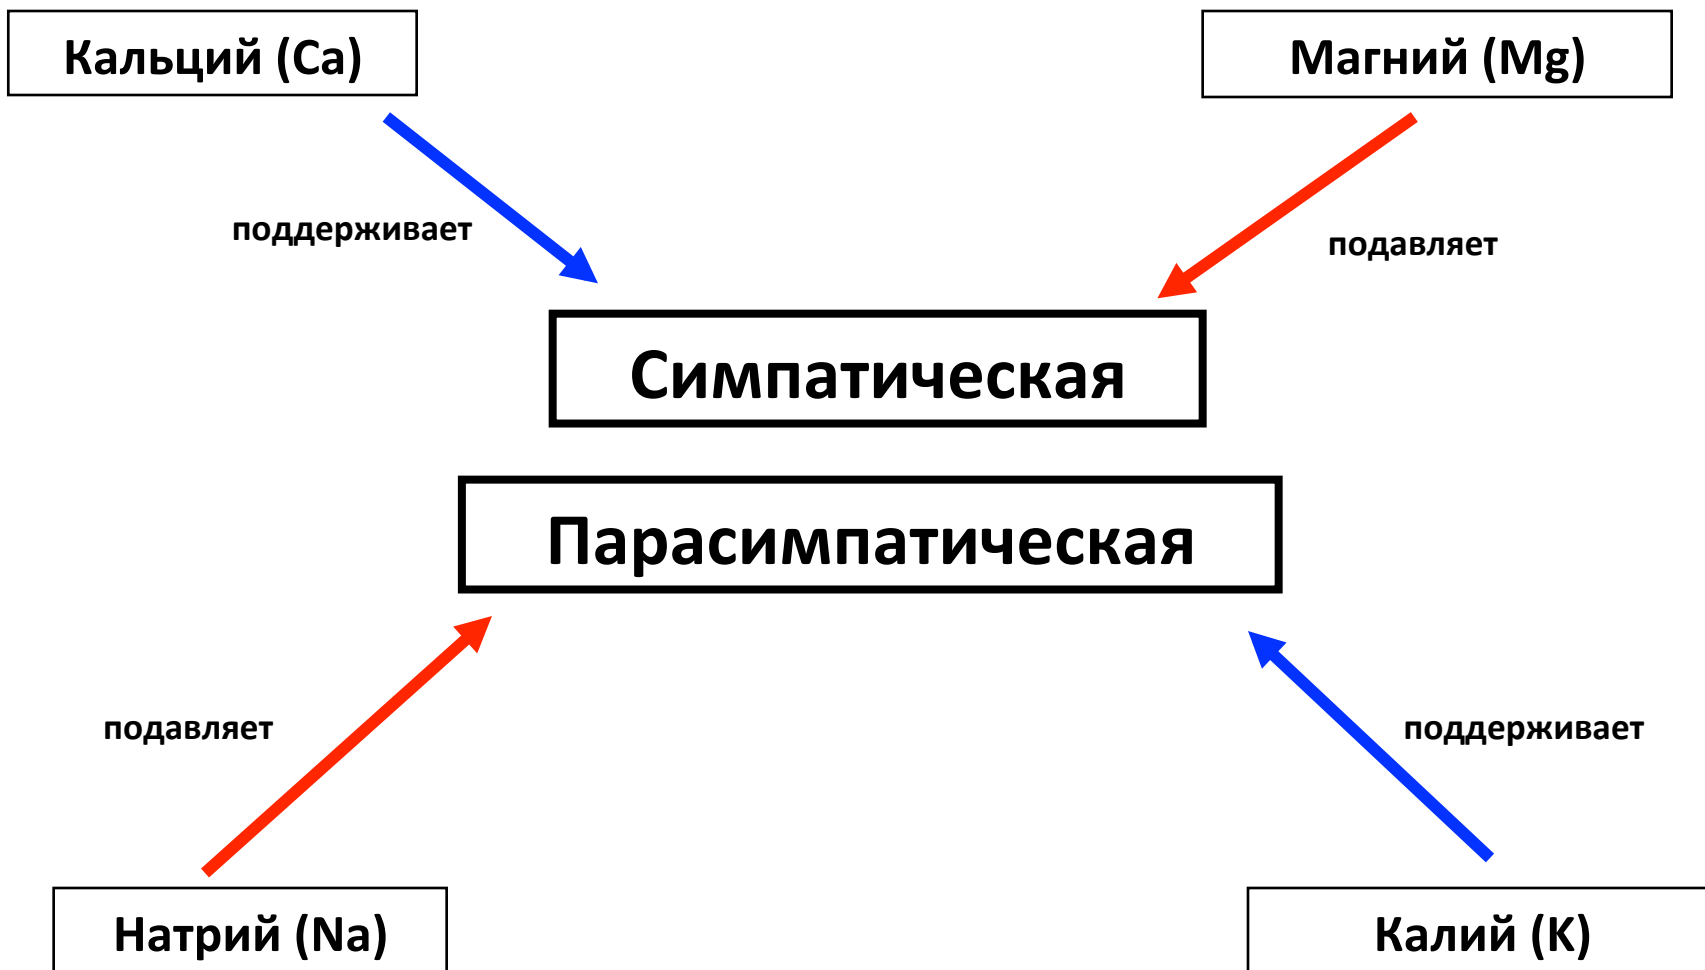 Кальций (Ca)
Магний (Mg)
поддерживает
подавляет
Симпатическая
Парасимпатическая
подавляет
поддерживает
Натрий (Na)
Калий (K)